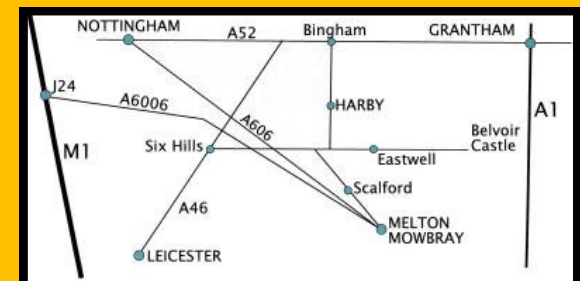 NOTTINGHAM
A52
Bingham
GRANTHAM
J24
A6006
A606
HARBY
A1
M1
Six Hills
Belvoir
Castle
Eastwell
Scalford
A46
MELTON
MOWBRAY
LEICESTER